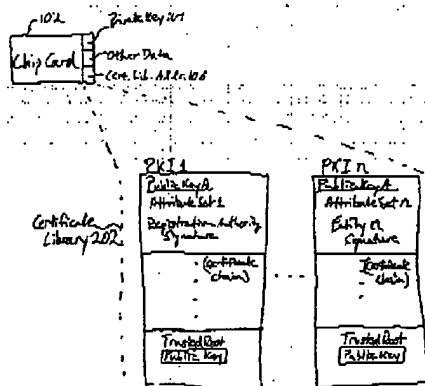 102
Private Key
Chip Card
Other Data
Cert. Lib. Addr. 106
PKI 1
Public Key A
Attribute Set 1
Registration Authority
Signature
(certificate
chain)
Trusted Root
Public Key
Certificate
Library 202
PKI n
Public Key A
Attribute Set n
Entity n
Signature
(certificate
chain)
Trusted Root
Public Key